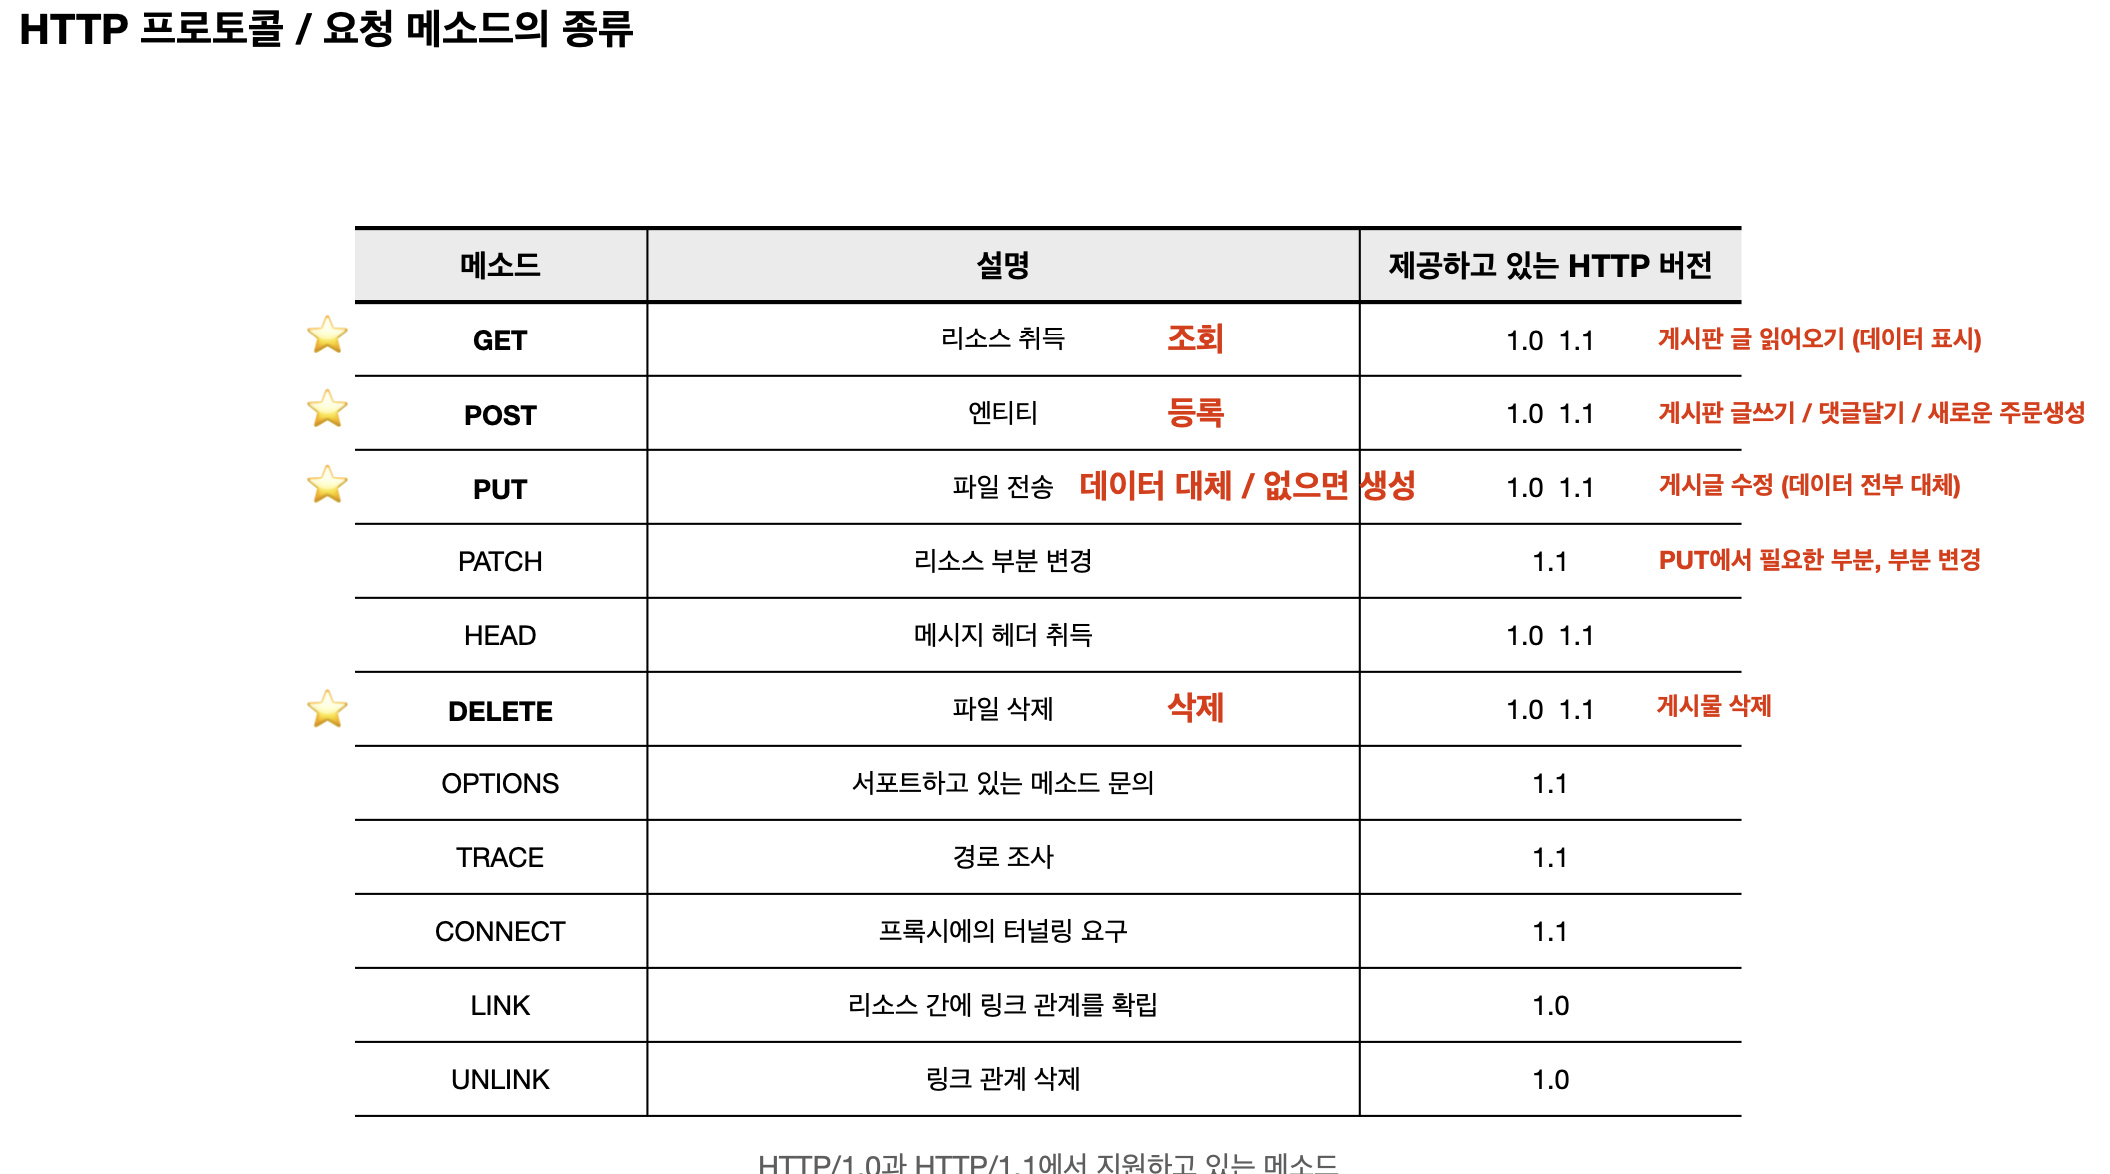 HTTP 프로토콜 / 요청 메소드의 종류
메소드 설명 제공하고 있는 HTTP 버전
GET 리소스 취득 조회 1.0 1.1 게시판 글 읽어오기 (데이터 표시)
POST 엔티티 등록 1.0 1.1 게시판 글쓰기 / 댓글달기 / 새로운 주문생성
PUT 파일 전송 데이터 대체 / 없으면 생성 1.0 1.1 게시글 수정 (데이터 전부 대체)
PATCH 리소스 부분 변경 1.1 PUT에서 필요한 부분, 부분 변경
HEAD 메시지 헤더 취득 1.0 1.1
DELETE 파일 삭제 삭제 1.0 1.1 게시물 삭제
OPTIONS 서포트하고 있는 메소드 문의 1.1
TRACE 경로 조사 1.1
CONNECT 프록시에의 터널링 요구 1.1
LINK 리소스 간에 링크 관계를 확립 1.0
UNLINK 링크 관계 삭제 1.0
HTTP/1.0과 HTTP/1.1에서 지원하고 있는 메소드